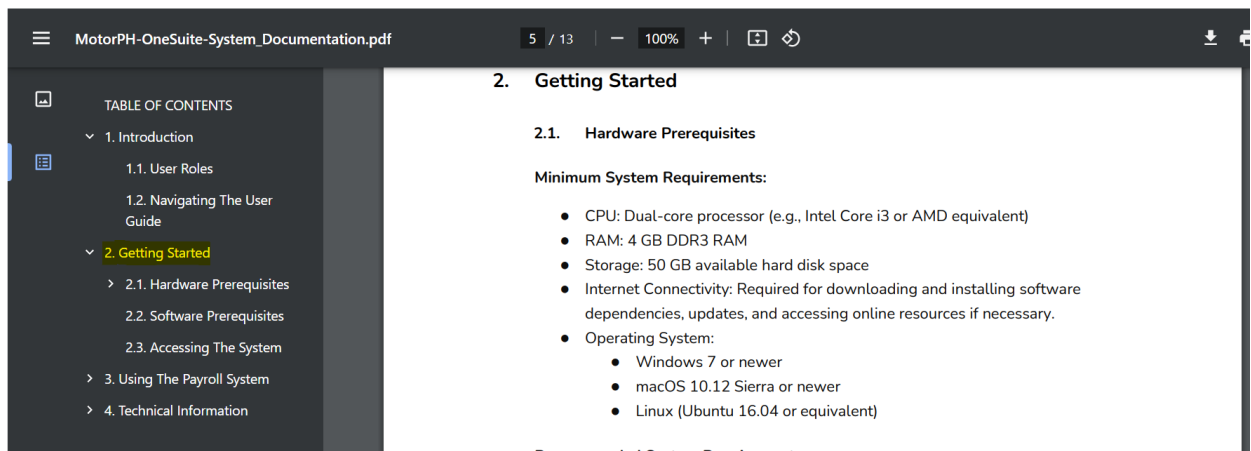 MotorPH-OneSuite-System_Documentation.pdf
5 / 13
100%
TABLE OF CONTENTS
1. Introduction
1.1. User Roles
1.2. Navigating The User
Guide
2. Getting Started
2.1. Hardware Prerequisites
2.2. Software Prerequisites
2.3. Accessing The System
3. Using The Payroll System
4. Technical Information
2. Getting Started
2.1. Hardware Prerequisites
Minimum System Requirements:
● CPU: Dual-core processor (e.g., Intel Core i3 or AMD equivalent)
● RAM: 4 GB DDR3 RAM
● Storage: 50 GB available hard disk space
● Internet Connectivity: Required for downloading and installing software
dependencies, updates, and accessing online resources if necessary.
● Operating System:
● Windows 7 or newer
● macOS 10.12 Sierra or newer
● Linux (Ubuntu 16.04 or equivalent)